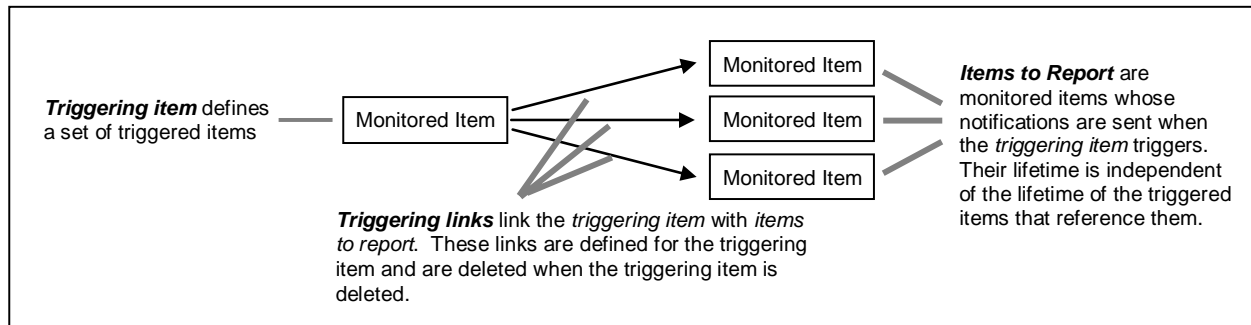 Triggering item defines
a set of triggered items
Monitored Item
Monitored Item
Monitored Item
Monitored Item
Items to Report are
monitored items whose
notifications are sent when
the triggering item triggers.
Their lifetime is independent
of the lifetime of the triggered
items that reference them.
Triggering links link the triggering item with items
to report. These links are defined for the triggering
item and are deleted when the triggering item is
deleted.